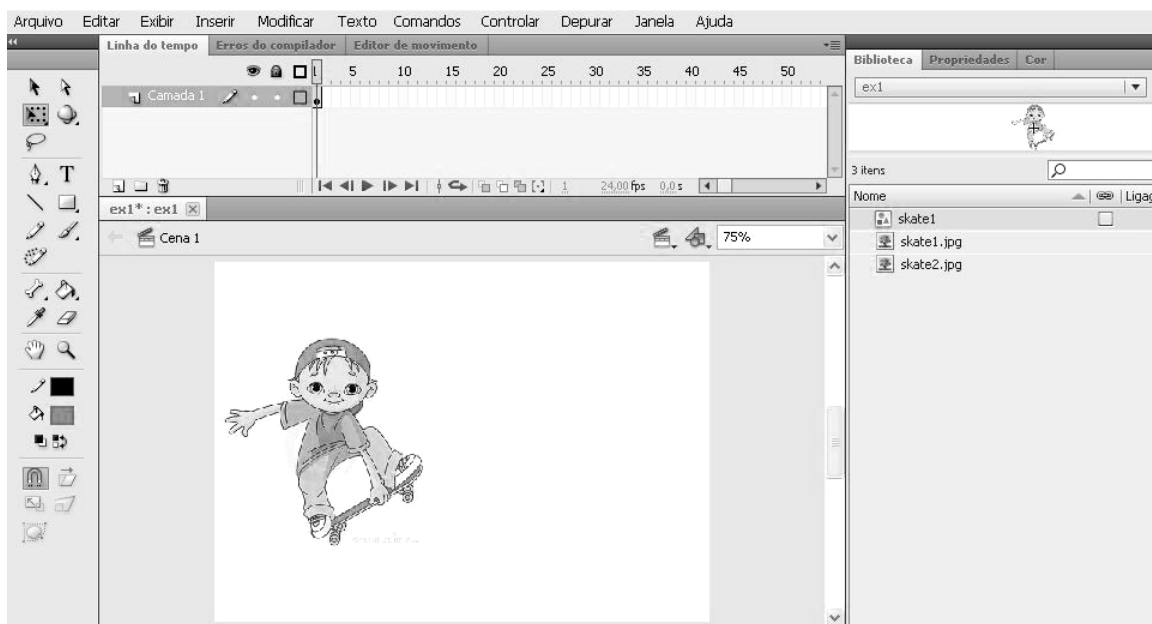 Arquivo Editar Exibir Inserir Modificar Texto Comandos Controlar Depurar Janela Ajuda
Linha do tempo Erros do compilador Editor de movimento
1 5 10 15 20 25 30 35 40 45 50
Camada 1
1 24,00 fps 0,0 s
ex1* : ex1
Cena 1 75%
Biblioteca Propriedades Cor
ex1
3 itens
Nome Ligaç
skate1
skate1.jpg
skate2.jpg
T